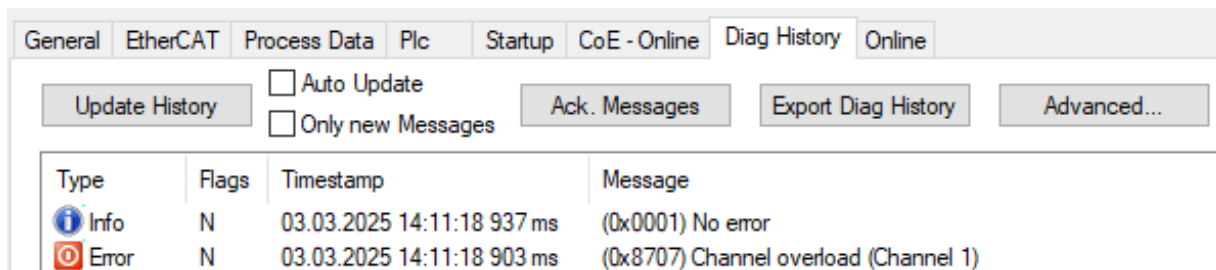 General EtherCAT Process Data Plc Startup CoE - Online Diag History Online
Update History Auto Update Only new Messages Ack. Messages Export Diag History Advanced...
Type Flags Timestamp Message
Info N 03.03.2025 14:11:18 937 ms (0x0001) No error
Error N 03.03.2025 14:11:18 903 ms (0x8707) Channel overload (Channel 1)